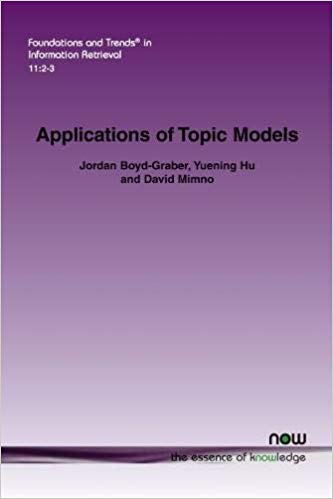 Foundations and Trends® in
Information Retrieval
11:2-3
Applications of Topic Models
Jordan Boyd-Graber, Yuening Hu
and David Mimno
now
the essence of knowledge